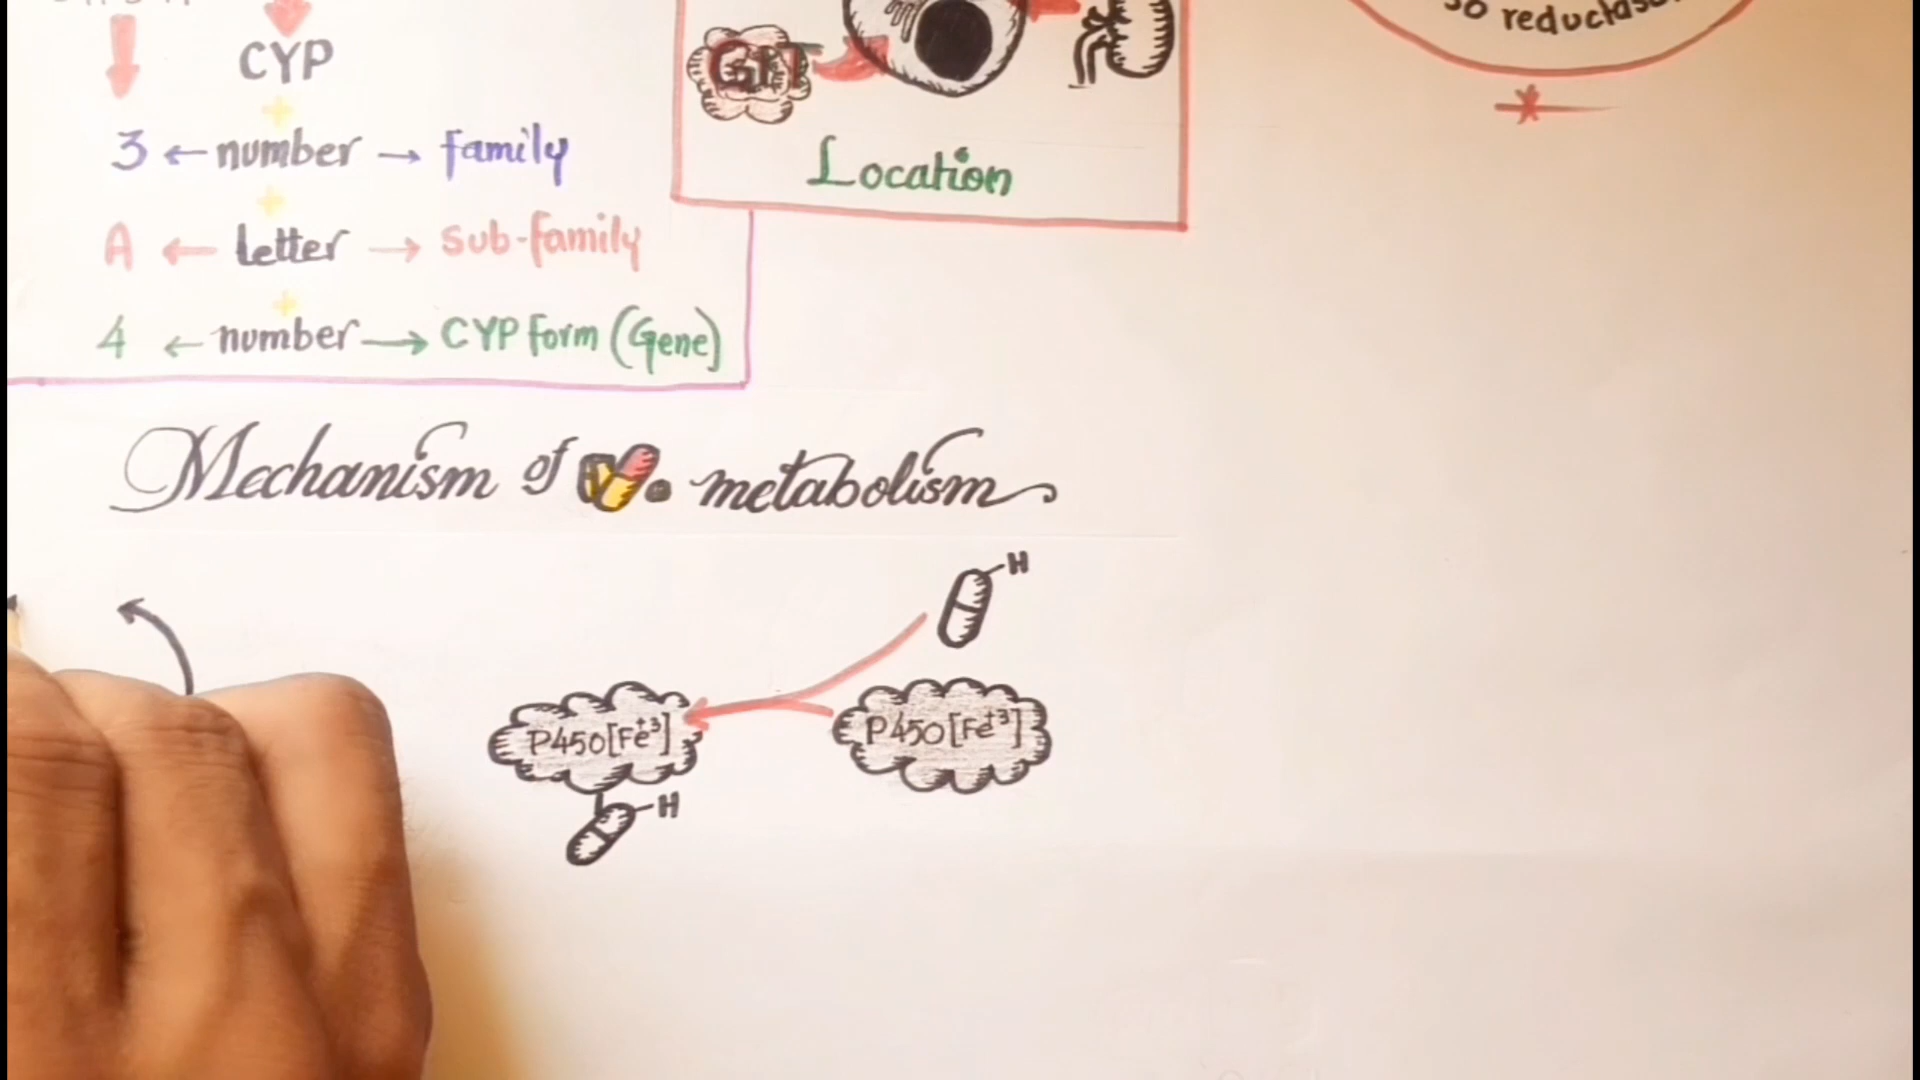 CYP
+
3 ← number → family
+
A ← Letter → Sub-family
+
4 ← number → CYP Form (Gene)
GIT
Location
reductase
Mechanism of metabolism
H
P450[Fe+3]
P450[Fe+3]
H